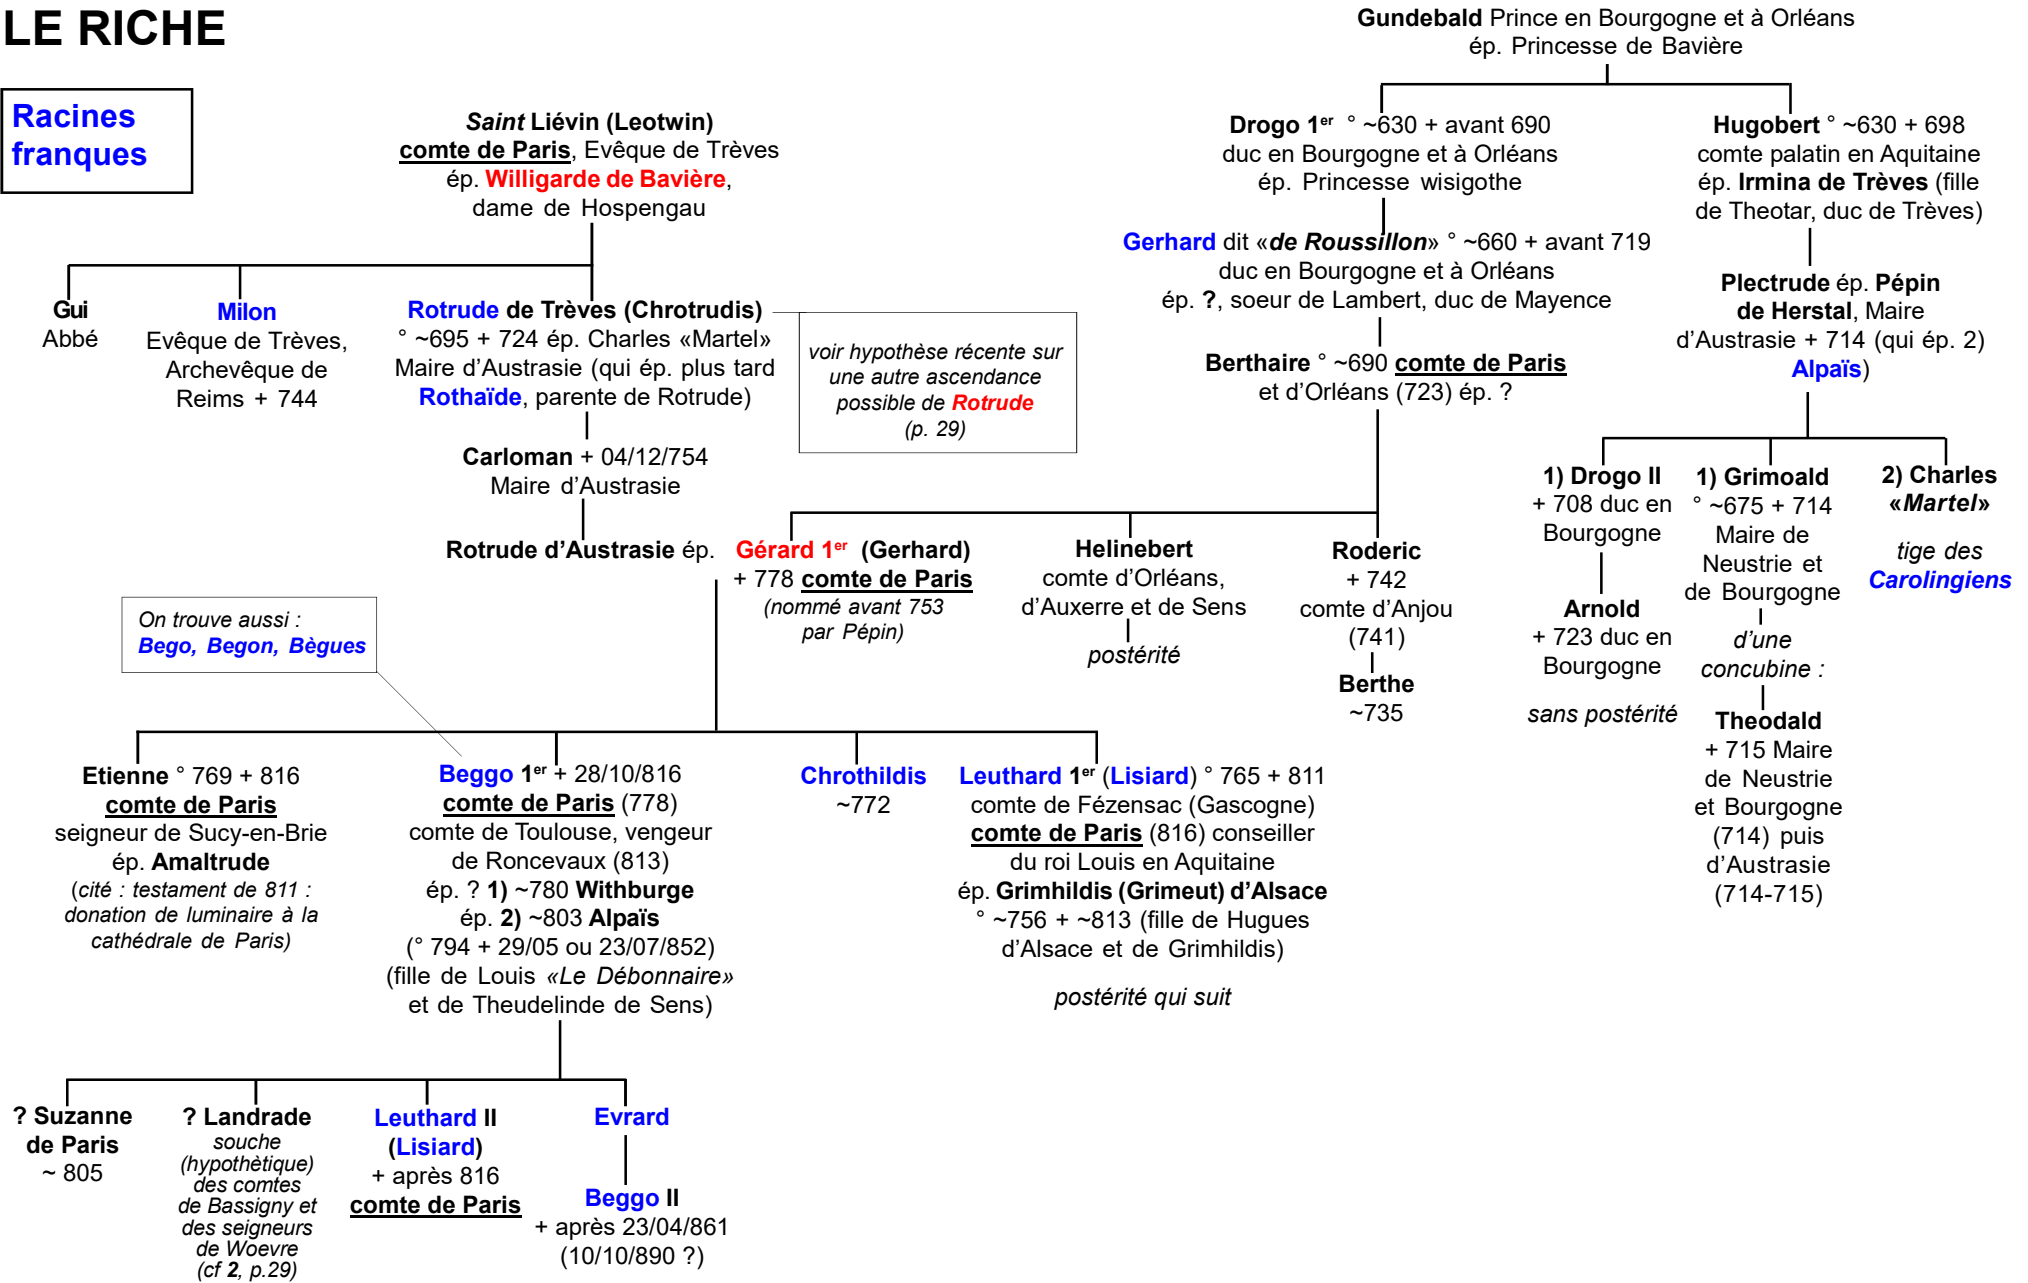 LE RICHE
Racines
franques
Gundebald Prince en Bourgogne et à Orléans
ép. Princesse de Bavière
Saint Liévin (Leotwin)
comte de Paris, Evêque de Trèves
ép. Willigarde de Bavière,
dame de Hospengau
Drogo 1er ° ~630 + avant 690
duc en Bourgogne et à Orléans
ép. Princesse wisigothe
Hugobert ° ~630 + 698
comte palatin en Aquitaine
ép. Irmina de Trèves (fille
de Theotar, duc de Trèves)
Gerhard dit «de Roussillon» ° ~660 + avant 719
duc en Bourgogne et à Orléans
ép. ?, soeur de Lambert, duc de Mayence
Plectrude ép. Pépin
de Herstal, Maire
d'Austrasie + 714 (qui ép. 2)
Alpaïs)
Gui
Abbé
Milon
Evêque de Trèves,
Archevêque de
Reims + 744
Rotrude de Trèves (Chrotrudis)
° ~695 + 724 ép. Charles «Martel»
Maire d'Austrasie (qui ép. plus tard
Rothaïde, parente de Rotrude)
voir hypothèse récente sur
une autre ascendance
possible de Rotrude
(p. 29)
Berthaire ° ~690 comte de Paris
et d'Orléans (723) ép. ?
Carloman + 04/12/754
Maire d'Austrasie
1) Drogo II
+ 708 duc en
Bourgogne
1) Grimoald
° ~675 + 714
Maire de
Neustrie et
de Bourgogne
2) Charles
«Martel»
tige des
Carolingiens
Rotrude d'Austrasie ép.
Gérard 1er (Gerhard)
+ 778 comte de Paris
(nommé avant 753
par Pépin)
Helinebert
comte d'Orléans,
d'Auxerre et de Sens
postérité
Roderic
+ 742
comte d'Anjou
(741)
Berthe
~735
Arnold
+ 723 duc en
Bourgogne
sans postérité
d'une
concubine :
Theodald
+ 715 Maire
de Neustrie
et Bourgogne
(714) puis
d'Austrasie
(714-715)
On trouve aussi :
Bego, Begon, Bègues
Etienne ° 769 + 816
comte de Paris
seigneur de Sucy-en-Brie
ép. Amaltrude
(cité : testament de 811 :
donation de luminaire à la
cathédrale de Paris)
Beggo 1er + 28/10/816
comte de Paris (778)
comte de Toulouse, vengeur
de Roncevaux (813)
ép. ? 1) ~780 Withburge
ép. 2) ~803 Alpaïs
(° 794 + 29/05 ou 23/07/852)
(fille de Louis «Le Débonnaire»
et de Theudelinde de Sens)
Chrothildis
~772
Leuthard 1er (Lisiard) ° 765 + 811
comte de Fézensac (Gascogne)
comte de Paris (816) conseiller
du roi Louis en Aquitaine
ép. Grimhildis (Grimeut) d'Alsace
° ~756 + ~813 (fille de Hugues
d'Alsace et de Grimhildis)
postérité qui suit
? Suzanne
de Paris
~ 805
? Landrade
souche
(hypothètique)
des comtes
de Bassigny et
des seigneurs
de Woevre
(cf 2, p.29)
Leuthard II
(Lisiard)
+ après 816
comte de Paris
Evrard
Beggo II
+ après 23/04/861
(10/10/890 ?)